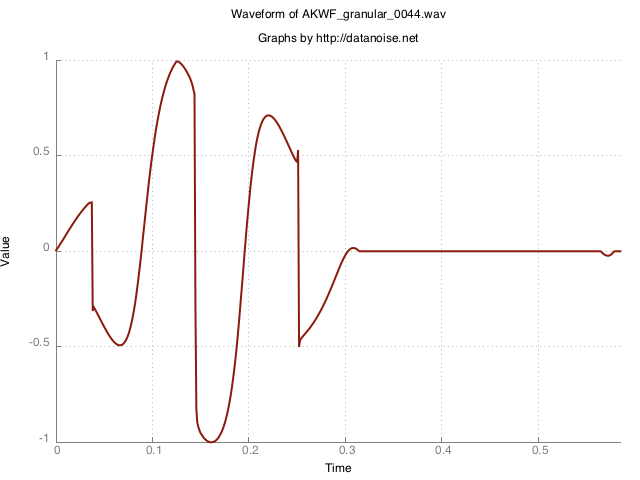 Waveform of AKWF_granular_0044.wav
Graphs by http://datanoise.net
1
0.5
0
-0.5
-1
Value
0 0.1 0.2 0.3 0.4 0.5
Time